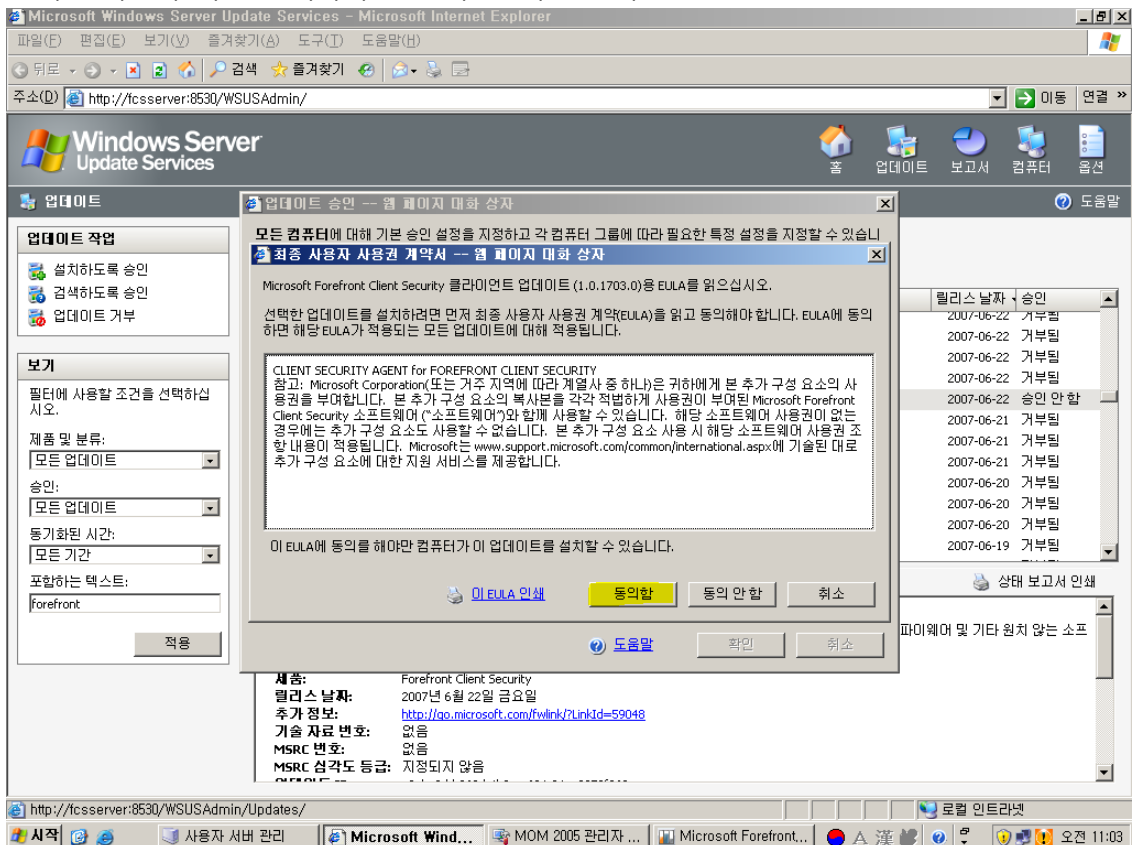 Microsoft Windows Server Update Services - Microsoft Internet Explorer
파일(F) 편집(E) 보기(V) 즐겨찾기(A) 도구(T) 도움말(H)
뒤로 검색 즐겨찾기
주소(D) http://fcsserver:8530/WSUSAdmin/ 이동 연결 »
Windows Server
Update Services
홈 업데이트 보고서 컴퓨터 옵션
업데이트
도움말
업데이트 작업
설치하도록 승인
검색하도록 승인
업데이트 거부
보기
필터에 사용할 조건을 선택하십
시오.
제품 및 분류:
모든 업데이트
승인:
모든 업데이트
동기화된 시간:
모든 기간
포함하는 텍스트:
forefront
적용
업데이트 승인 -- 웹 페이지 대화 상자
모든 컴퓨터에 대해 기본 승인 설정을 지정하고 각 컴퓨터 그룹에 따라 필요한 특정 설정을 지정할 수 있습니
최종 사용자 사용권 계약서 -- 웹 페이지 대화 상자
Microsoft Forefront Client Security 클라이언트 업데이트 (1.0.1703.0)용 EULA를 읽으십시오.
선택한 업데이트를 설치하려면 먼저 최종 사용자 사용권 계약(EULA)을 읽고 동의해야 합니다. EULA에 동의
하면 해당 EULA가 적용되는 모든 업데이트에 대해 적용됩니다.
CLIENT SECURITY AGENT for FOREFRONT CLIENT SECURITY
참고: Microsoft Corporation(또는 거주 지역에 따라 계열사 중 하나)은 귀하에게 본 추가 구성 요소의 사
용권을 부여합니다. 본 추가 구성 요소의 복사본을 각각 적법하게 사용권이 부여된 Microsoft Forefront
Client Security 소프트웨어 (“소프트웨어”)와 함께 사용할 수 있습니다. 해당 소프트웨어 사용권이 없는
경우에는 추가 구성 요소도 사용할 수 없습니다. 본 추가 구성 요소 사용 시 해당 소프트웨어 사용권 조
항 내용이 적용됩니다. Microsoft는 www.support.microsoft.com/common/international.aspx에 기술된 대로
추가 구성 요소에 대한 지원 서비스를 제공합니다.
이 EULA에 동의를 해야만 컴퓨터가 이 업데이트를 설치할 수 있습니다.
이 EULA 인쇄 동의함 동의 안 함 취소
도움말 확인 취소
릴리스 날짜 승인
2007-06-22 거부됨
2007-06-22 거부됨
2007-06-22 거부됨
2007-06-22 거부됨
2007-06-22 승인 안 함
2007-06-21 거부됨
2007-06-21 거부됨
2007-06-21 거부됨
2007-06-20 거부됨
2007-06-20 거부됨
2007-06-20 거부됨
2007-06-19 거부됨
상태 보고서 인쇄
파이웨어 및 기타 원치 않는 소프
제품: Forefront Client Security
릴리스 날짜: 2007년 6월 22일 금요일
추가 정보: http://go.microsoft.com/fwlink/?LinkId=59048
기술 자료 번호: 없음
MSRC 번호: 없음
MSRC 심각도 등급: 지정되지 않음
http://fcsserver:8530/WSUSAdmin/Updates/ 로컬 인트라넷
시작 사용자 서버 관리 Microsoft Wind... MOM 2005 관리자 ... Microsoft Forefront,.. A 漢 오전 11:03